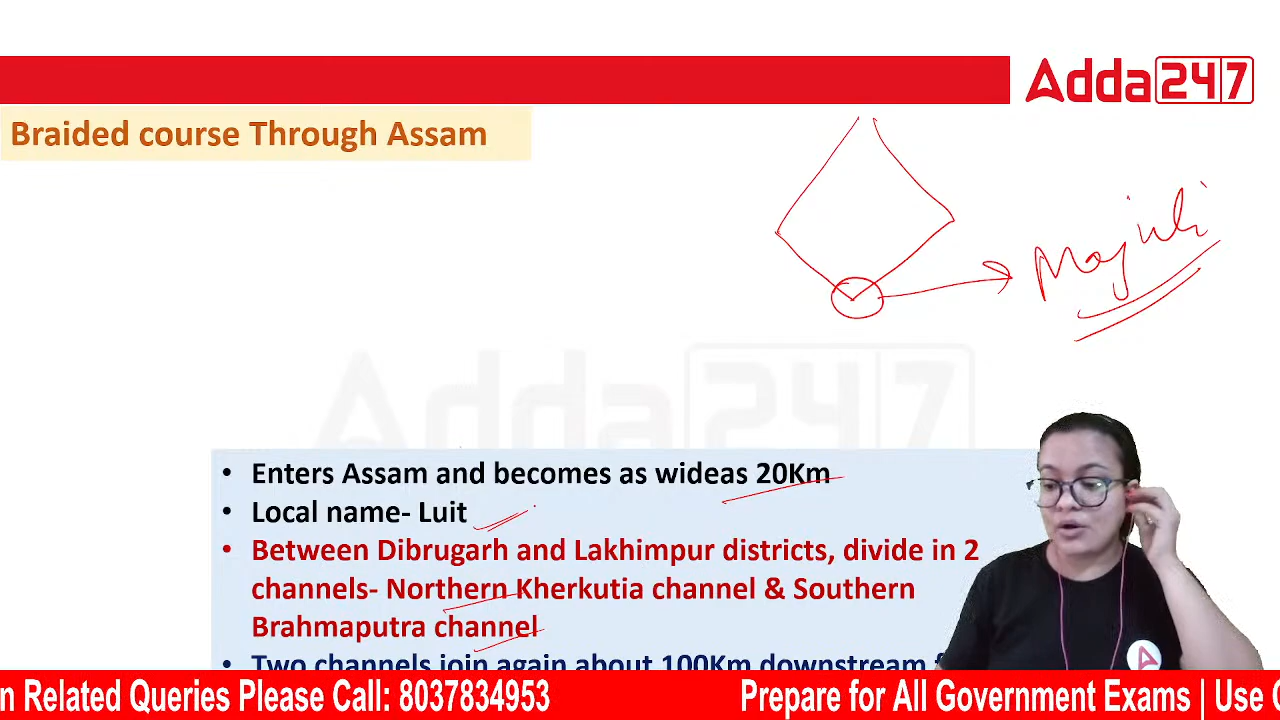 Adda247
Braided course Through Assam
Majuli
Adda247
• Enters Assam and becomes as wideas 20Km
• Local name- Luit
• Between Dibrugarh and Lakhimpur districts, divide in 2
channels- Northern Kherkutia channel & Southern
Brahmaputra channel
• Two channels join again about 100Km downstream
n Related Queries Please Call: 8037834953
Prepare for All Government Exams | Use